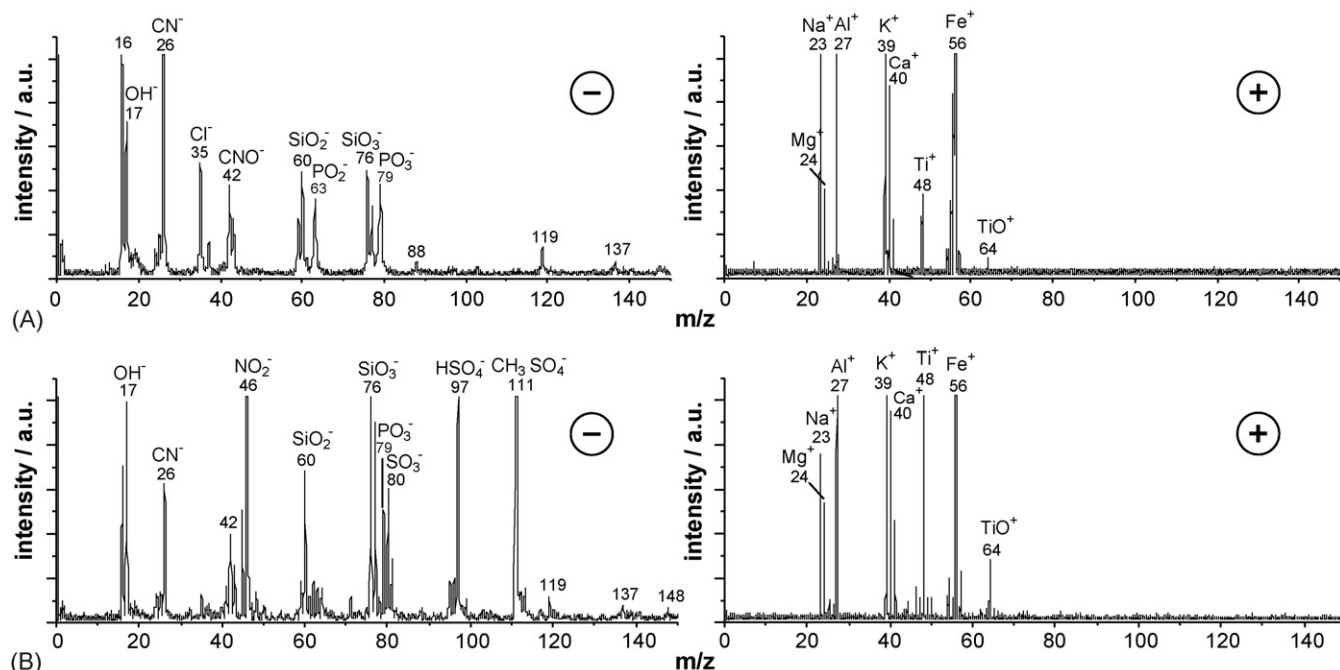 CN⁻
16 26
OH⁻
17
Cl⁻
35
CNO⁻
42
SiO₂⁻
60
PO₂⁻
63
SiO₃⁻
76
PO₃⁻
79
88
119
137
−
intensity / a.u.
0 20 40 60 80 100 120 140
Na⁺ Al⁺
23 27
K⁺
39
Ca⁺
40
Fe⁺
56
Mg⁺
24
Ti⁺
48
TiO⁺
64
+
intensity / a.u.
0 20 40 60 80 100 120 140
(A)
m/z
OH⁻
17
CN⁻
26
42
NO₂⁻
46
SiO₂⁻
60
SiO₃⁻
76
PO₃⁻
79
SO₃⁻
80
HSO₄⁻
97
CH₃ SO₄⁻
111
119
137
148
−
intensity / a.u.
0 20 40 60 80 100 120 140
Al⁺
27
K⁺
39
Ti⁺
48
Fe⁺
56
Na⁺
23
Ca⁺
40
Mg⁺
24
TiO⁺
64
+
intensity / a.u.
0 20 40 60 80 100 120 140
(B)
m/z